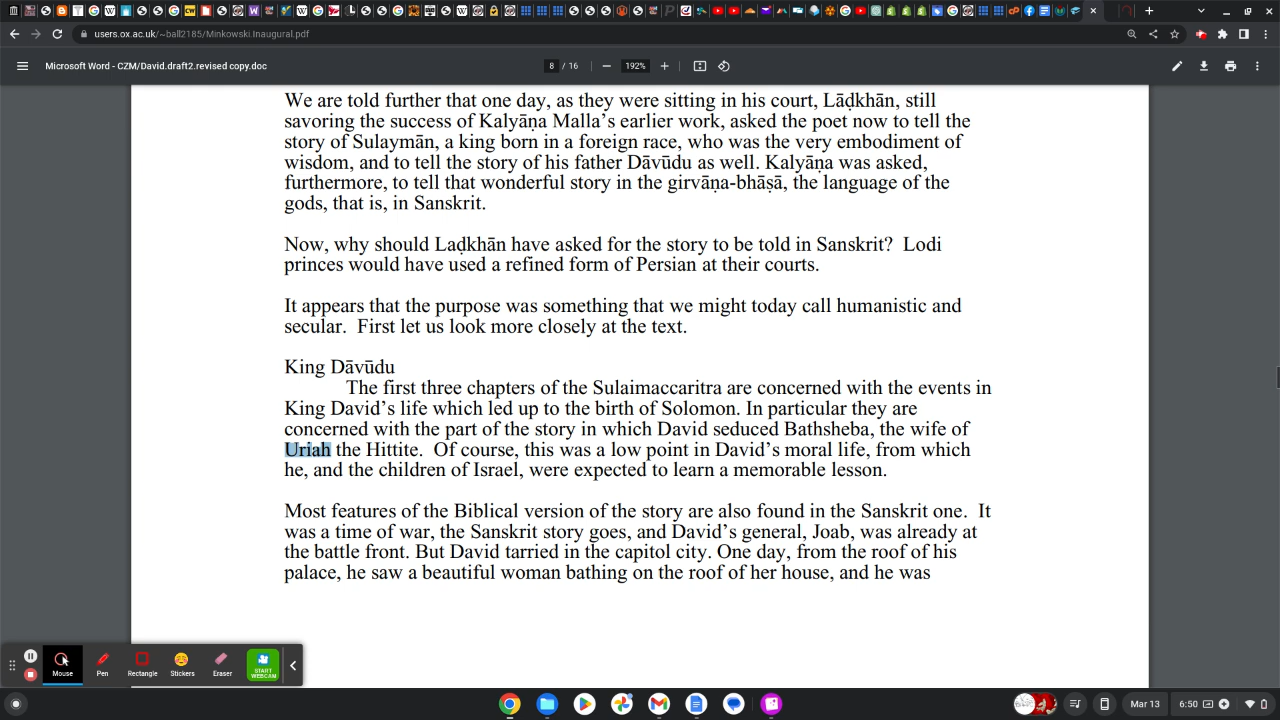 users.ox.ac.uk/~ball2185/Minkowski.Inaugural.pdf
Microsoft Word - CZM/David.draft2.revised copy.doc
8 / 16
192%
We are told further that one day, as they were sitting in his court, Lāḍkhān, still
savoring the success of Kalyāṇa Malla’s earlier work, asked the poet now to tell the
story of Sulaymān, a king born in a foreign race, who was the very embodiment of
wisdom, and to tell the story of his father Dāvūdu as well. Kalyāṇa was asked,
furthermore, to tell that wonderful story in the girvāṇa-bhāṣā, the language of the
gods, that is, in Sanskrit.
Now, why should Laḍkhān have asked for the story to be told in Sanskrit?  Lodi
princes would have used a refined form of Persian at their courts.
It appears that the purpose was something that we might today call humanistic and
secular.  First let us look more closely at the text.
King Dāvūdu
The first three chapters of the Sulaimaccaritra are concerned with the events in
King David’s life which led up to the birth of Solomon. In particular they are
concerned with the part of the story in which David seduced Bathsheba, the wife of
Uriah the Hittite.  Of course, this was a low point in David’s moral life, from which
he, and the children of Israel, were expected to learn a memorable lesson.
Most features of the Biblical version of the story are also found in the Sanskrit one.  It
was a time of war, the Sanskrit story goes, and David’s general, Joab, was already at
the battle front. But David tarried in the capitol city. One day, from the roof of his
palace, he saw a beautiful woman bathing on the roof of her house, and he was
Mouse
Pen
Rectangle
Stickers
Eraser
START
WEBCAM
Mar 13
6:50